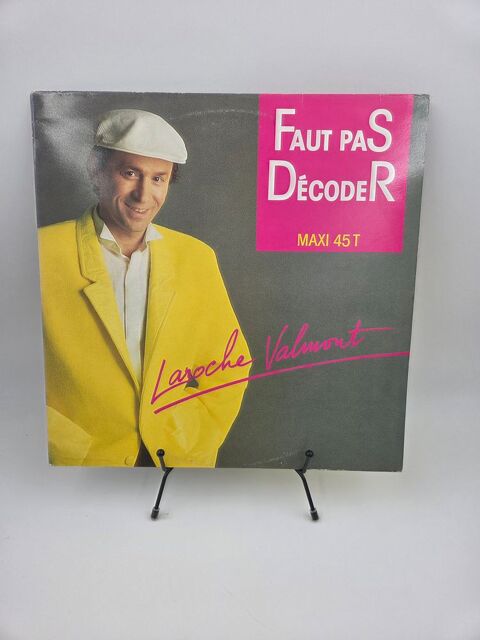 FAUT PAS
DÉCODER
MAXI 45 T
Laroche Valmont